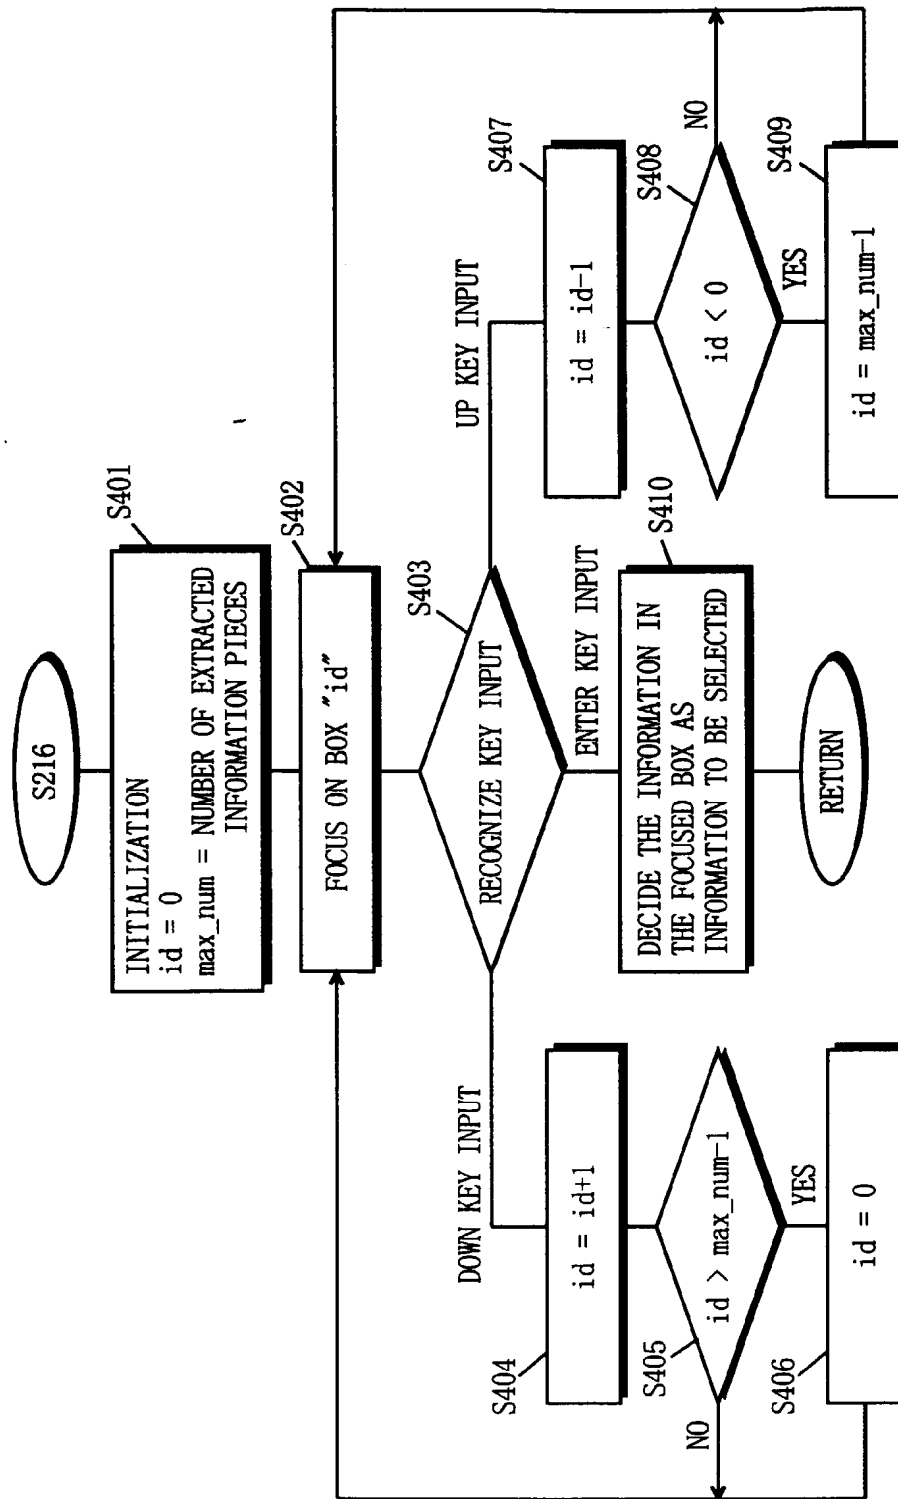 S216
S401
INITIALIZATION
id = 0
max_num = NUMBER OF EXTRACTED
INFORMATION PIECES
S402
FOCUS ON BOX "id"
S403
RECOGNIZE KEY INPUT
DOWN KEY INPUT
ENTER KEY INPUT
UP KEY INPUT
S404
id = id+1
S405
id > max_num-1
NO
YES
S406
id = 0
S410
DECIDE THE INFORMATION IN
THE FOCUSED BOX AS
INFORMATION TO BE SELECTED
RETURN
S407
id = id-1
S408
id < 0
NO
YES
S409
id = max_num-1